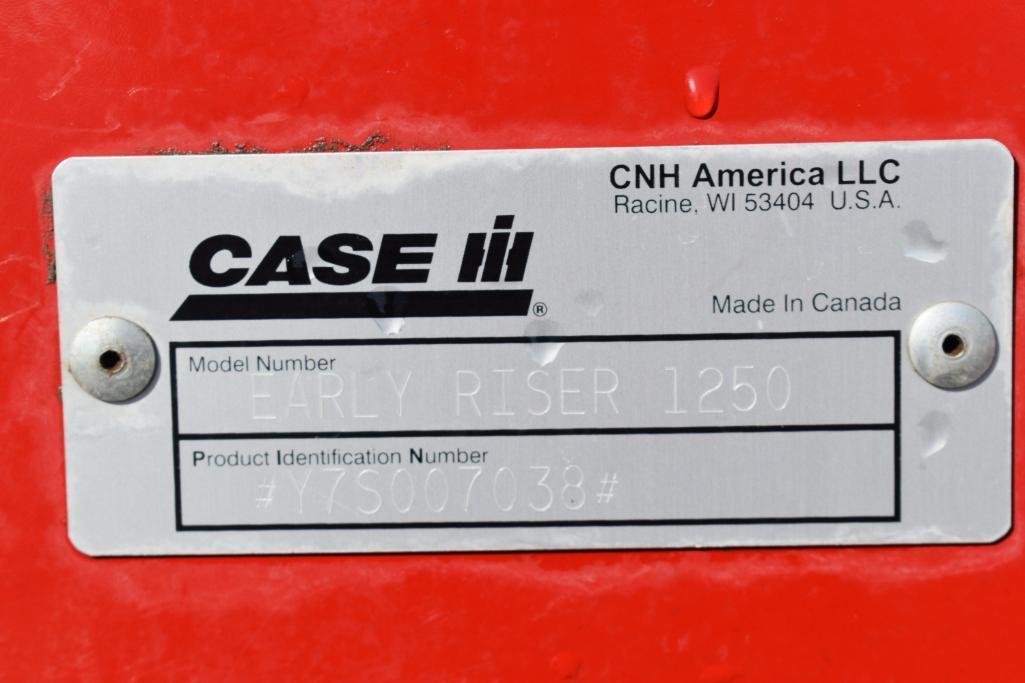 CNH America LLC
Racine, WI 53404 U.S.A.
CASE IH
®
Made In Canada
Model Number
EARLY RISER 1250
Product Identification Number
#Y7S007038#